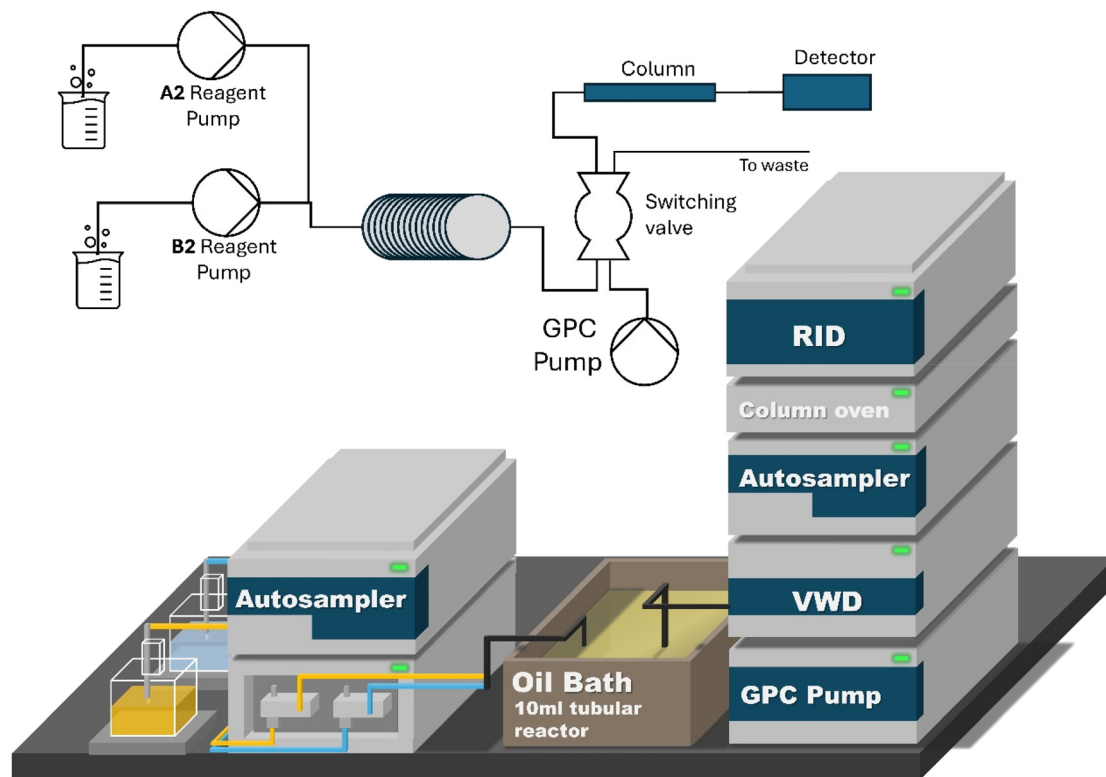 A2 Reagent
Pump
B2 Reagent
Pump
Column
Detector
To waste
Switching
valve
GPC
Pump
RID
Column oven
Autosampler
VWD
GPC Pump
Autosampler
Oil Bath
10ml tubular
reactor